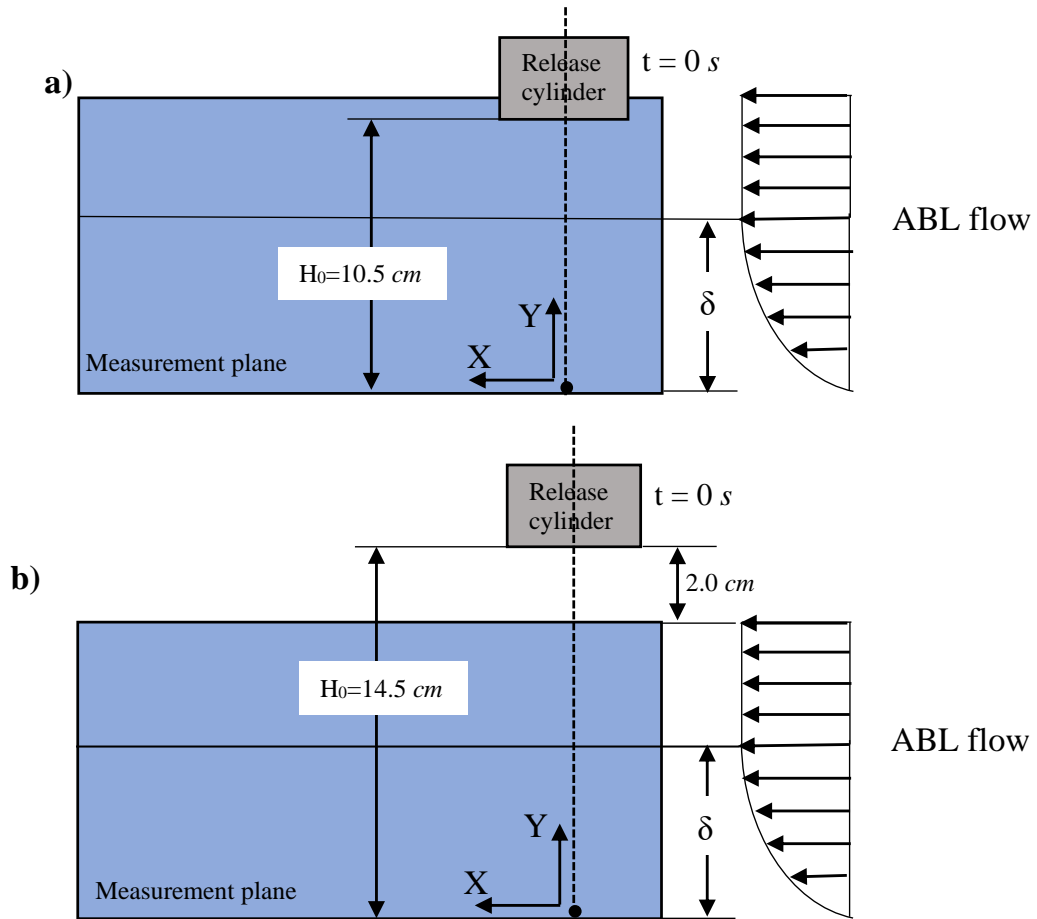 a)
Release
cylinder
t = 0 s
H₀=10.5 cm
Y
X
δ
ABL flow
Measurement plane
b)
Release
cylinder
t = 0 s
2.0 cm
H₀=14.5 cm
Y
X
δ
ABL flow
Measurement plane